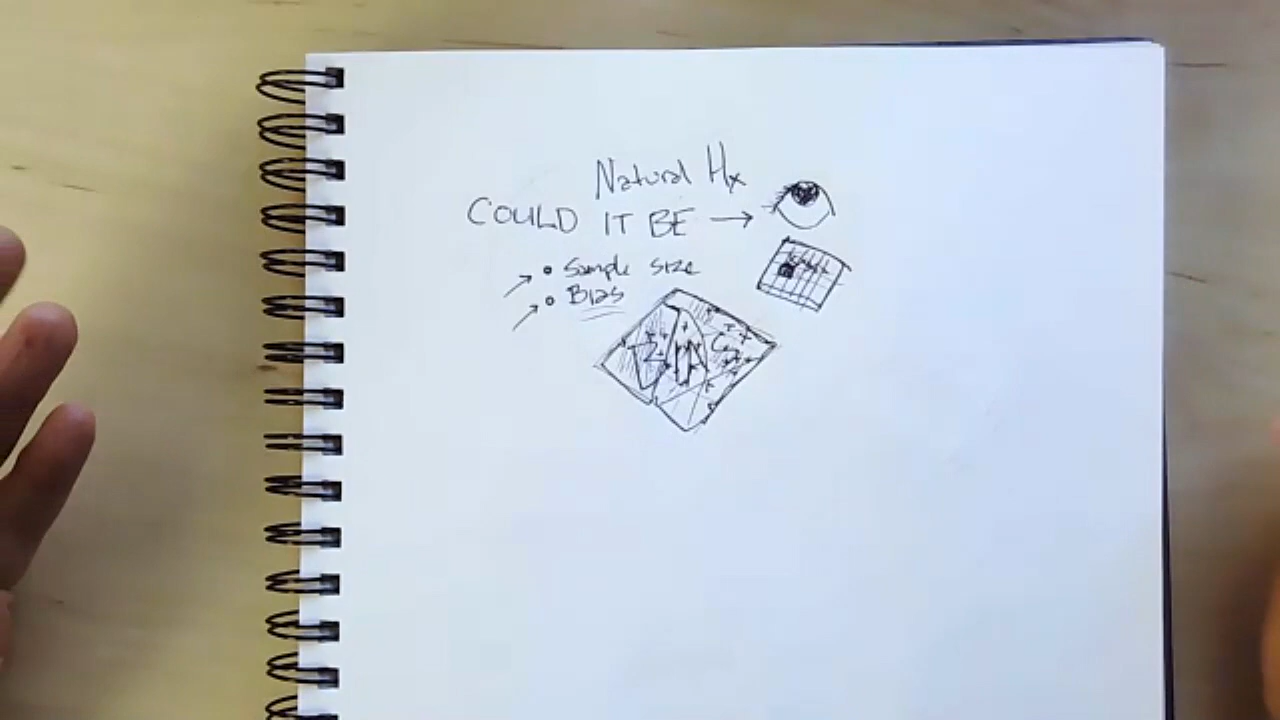 Natural Hx
COULD IT BE →
• Sample size
• Bias